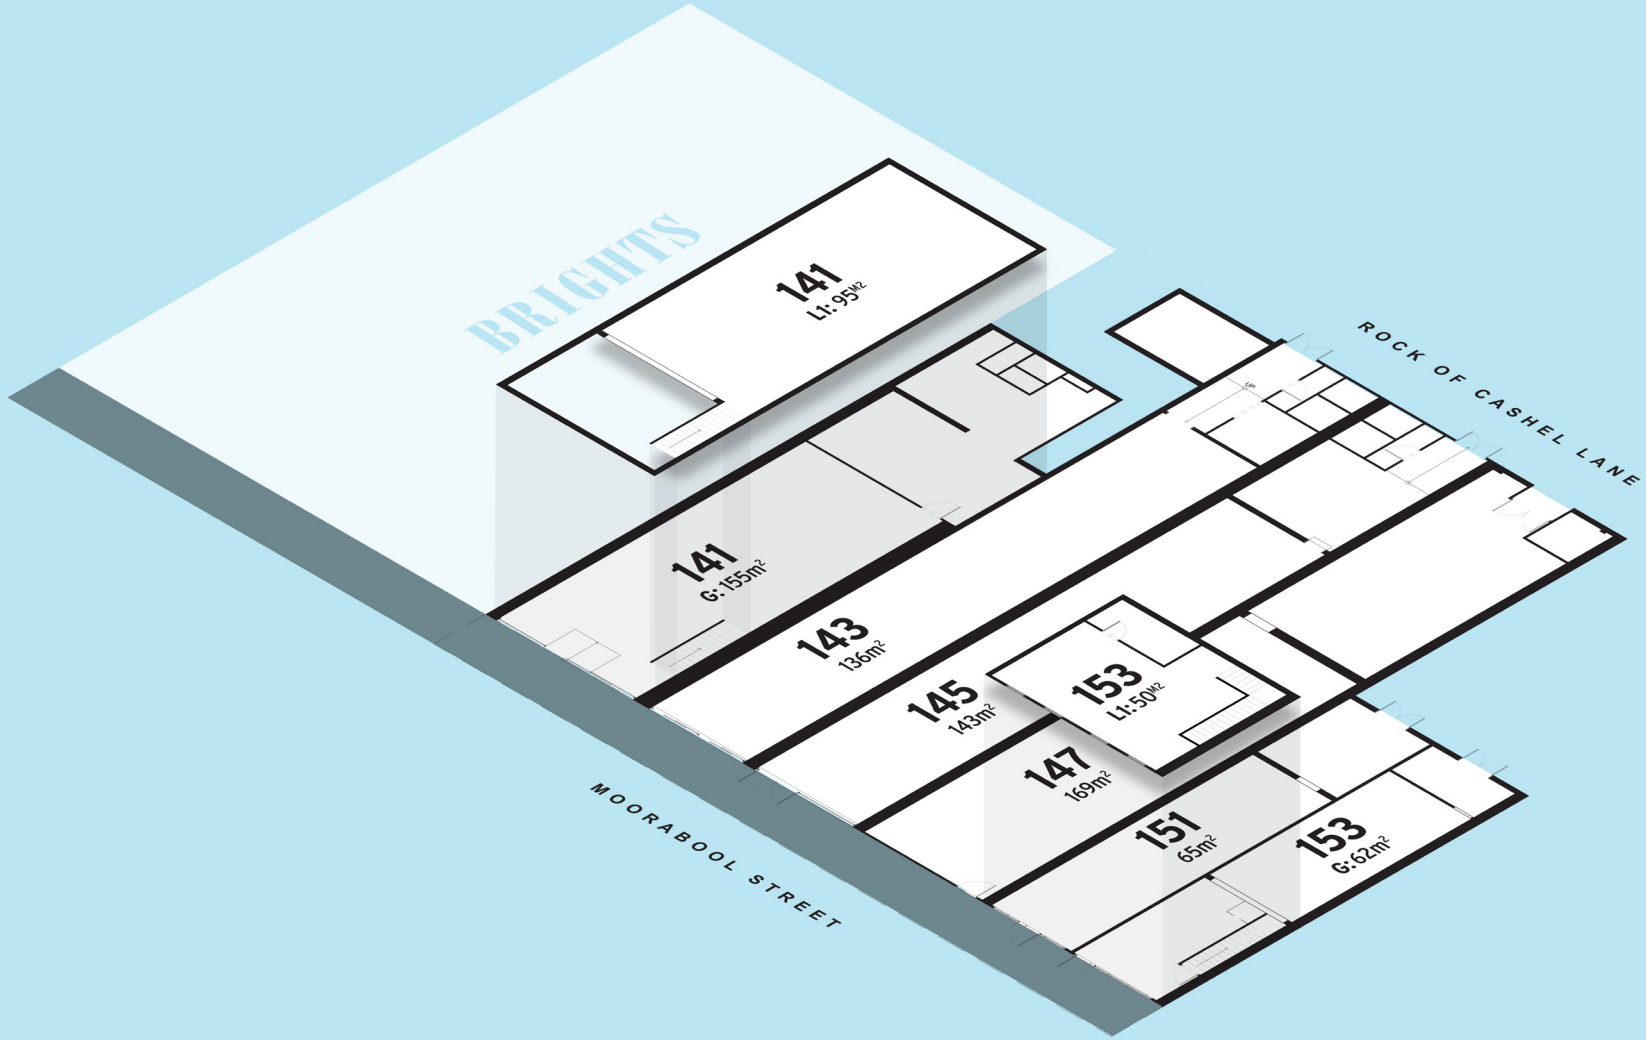 BRIGHTS
141
L1: 95M2
ROCK OF CASHEL LANE
UP
141
G: 155m²
143
136m²
145
143m²
153
L1: 50M2
147
169m²
151
65m²
153
G: 62m²
MOORABOOL STREET